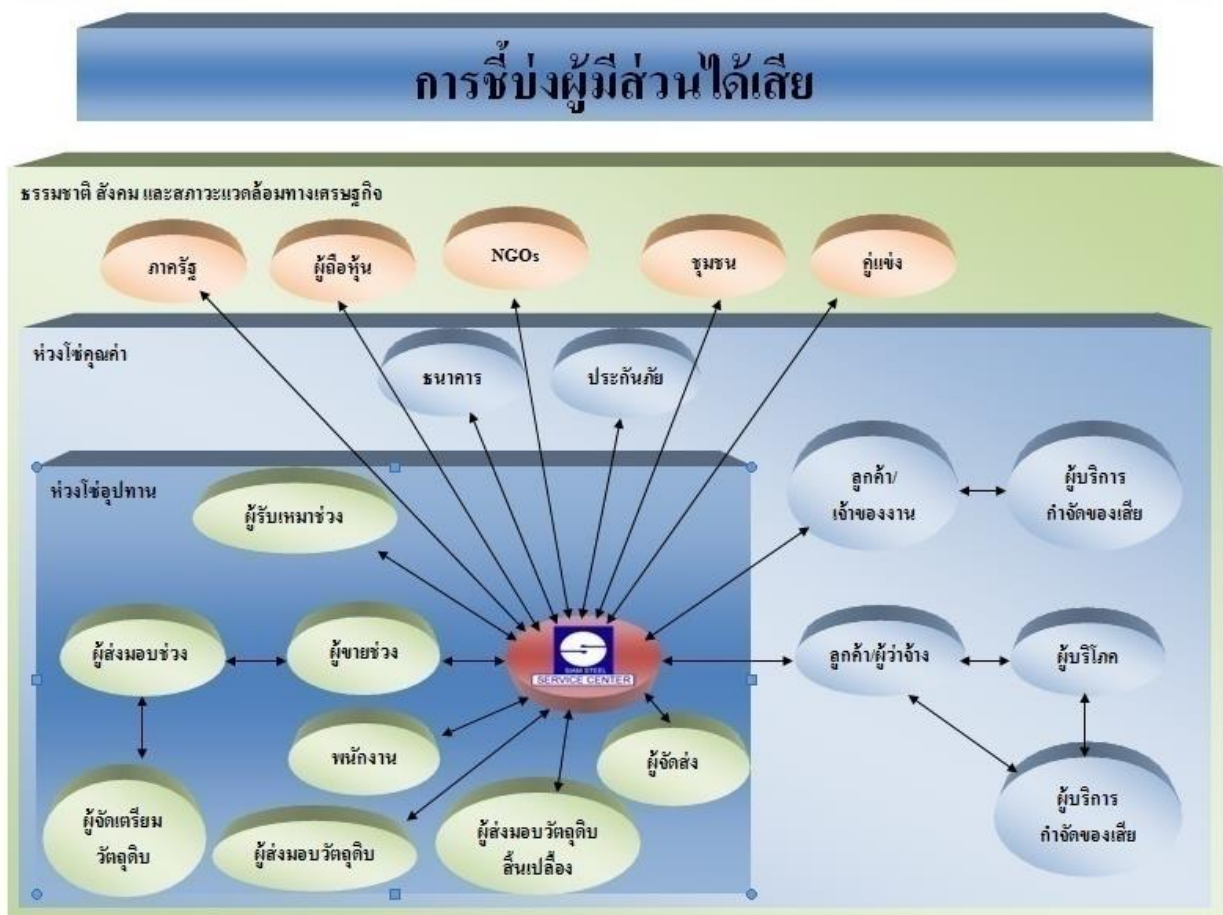 การชี้บ่งผู้มีส่วนได้เสีย
ธรรมชาติ สังคม และสภาวะแวดล้อมทางเศรษฐกิจ
ภาครัฐ
ผู้ถือหุ้น
NGOs
ชุมชน
คู่แข่ง
ห่วงโซ่คุณค่า
ธนาคาร
ประกันภัย
ลูกค้า/
เจ้าของงาน
ผู้บริการ
กำจัดของเสีย
ห่วงโซ่อุปทาน
ผู้รับเหมาช่วง
ผู้ส่งมอบช่วง
ผู้ขายช่วง
SIAM STEEL
SERVICE CENTER
ลูกค้า/ผู้ว่าจ้าง
ผู้บริโภค
พนักงาน
ผู้จัดส่ง
ผู้จัดเตรียม
วัตถุดิบ
ผู้ส่งมอบวัตถุดิบ
ผู้ส่งมอบวัตถุดิบ
สิ้นเปลื้อง
ผู้บริการ
กำจัดของเสีย